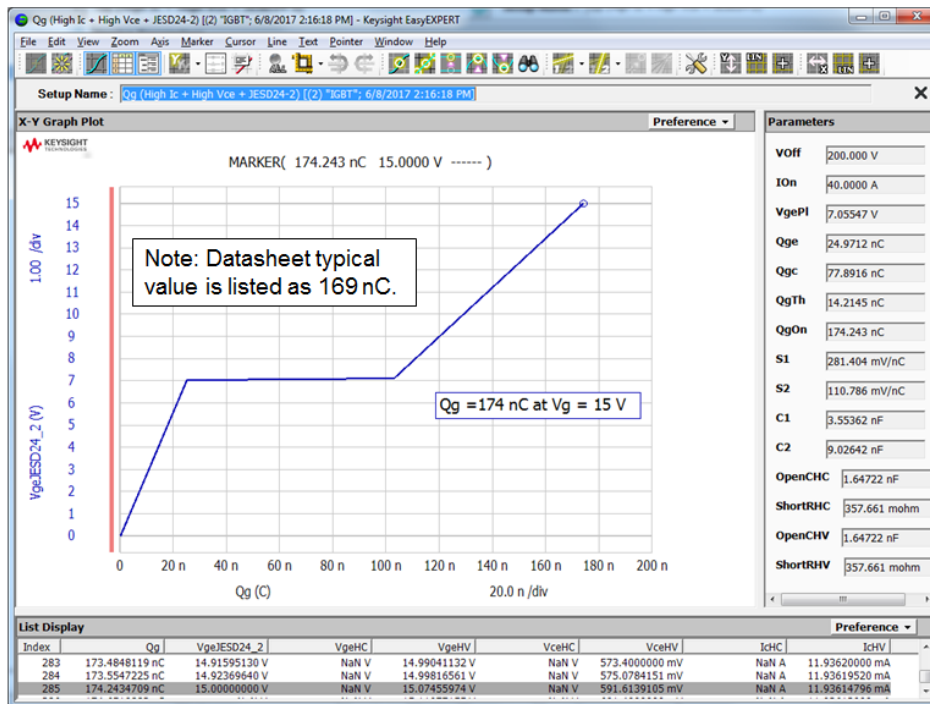 Qg (High Ic + High Vce + JESD24-2) [(2) "IGBT"; 6/8/2017 2:16:18 PM] - Keysight EasyEXPERT
File Edit View Zoom Axis Marker Cursor Line Text Pointer Window Help
Setup Name : Qg (High Ic + High Vce + JESD24-2) [(2) "IGBT"; 6/8/2017 2:16:18 PM]
X-Y Graph Plot
Preference
KEYSIGHT
TECHNOLOGIES
MARKER( 174.243 nC 15.0000 V ------ )
1.00 /div
VgeJESD24_2 (V)
15
14
13
12
11
10
9
8
7
6
5
4
3
2
1
0
Note: Datasheet typical
value is listed as 169 nC.
Qg =174 nC at Vg = 15 V
0 20 n 40 n 60 n 80 n 100 n 120 n 140 n 160 n 180 n 200 n
Qg (C) 20.0 n /div
Parameters
VOff 200.000 V
IOn 40.0000 A
VgePl 7.05547 V
Qge 24.9712 nC
Qgc 77.8916 nC
QgTh 14.2145 nC
QgOn 174.243 nC
S1 281.404 mV/nC
S2 110.786 mV/nC
C1 3.55362 nF
C2 9.02642 nF
OpenCHC 1.64722 nF
ShortRHC 357.661 mohm
OpenCHV 1.64722 nF
ShortRHV 357.661 mohm
List Display
Preference
Index Qg VgeJESD24_2 VgeHC VgeHV VceHC VceHV IcHC IcHV
283 173.4848119 nC 14.91595130 V NaN V 14.99041132 V NaN V 573.4000000 mV NaN A 11.93620000 mA
284 173.5547225 nC 14.92369640 V NaN V 14.99816561 V NaN V 575.0784151 mV NaN A 11.93619520 mA
285 174.2434709 nC 15.00000000 V NaN V 15.07455974 V NaN V 591.6139105 mV NaN A 11.93614796 mA